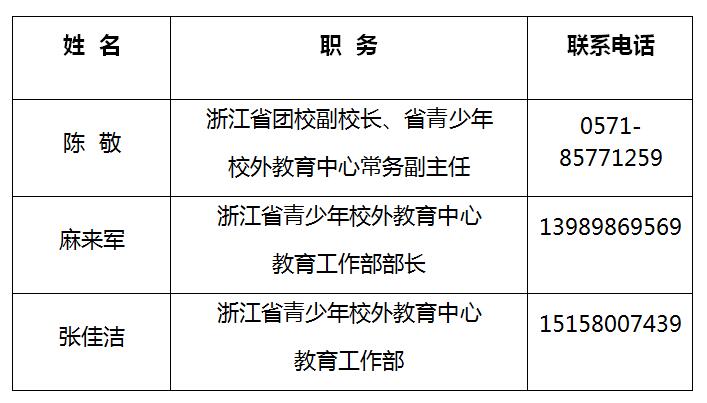 姓 名 职 务 联系电话
浙江省团校副校长、省青少年
陈 敬
校外教育中心常务副主任
0571-
85771259
浙江省青少年校外教育中心
麻来军
教育工作部部长
13989869569
浙江省青少年校外教育中心
张佳洁
教育工作部
15158007439